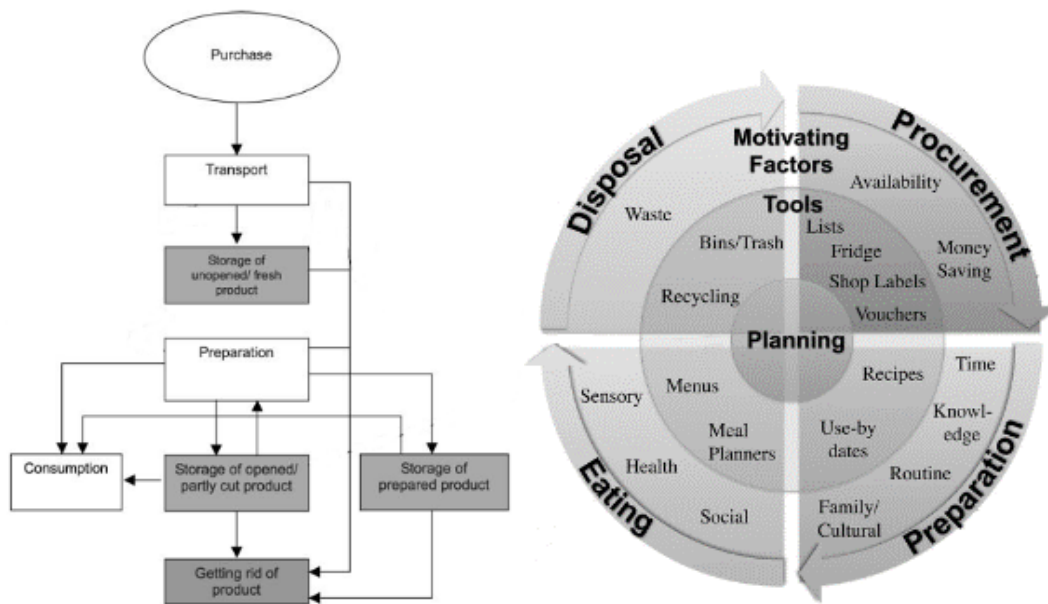 Purchase
Transport
Storage of
unopened/ fresh
product
Preparation
Consumption
Storage of opened/
partly cut product
Storage of
prepared product
Getting rid of
product
Disposal
Procurement
Preparation
Eating
Motivating
Factors
Tools
Planning
Waste
Bins/Trash
Recycling
Availability
Lists
Fridge
Money
Saving
Shop Labels
Vouchers
Recipes
Time
Knowl-
edge
Use-by
dates
Routine
Family/
Cultural
Sensory
Menus
Meal
Planners
Health
Social